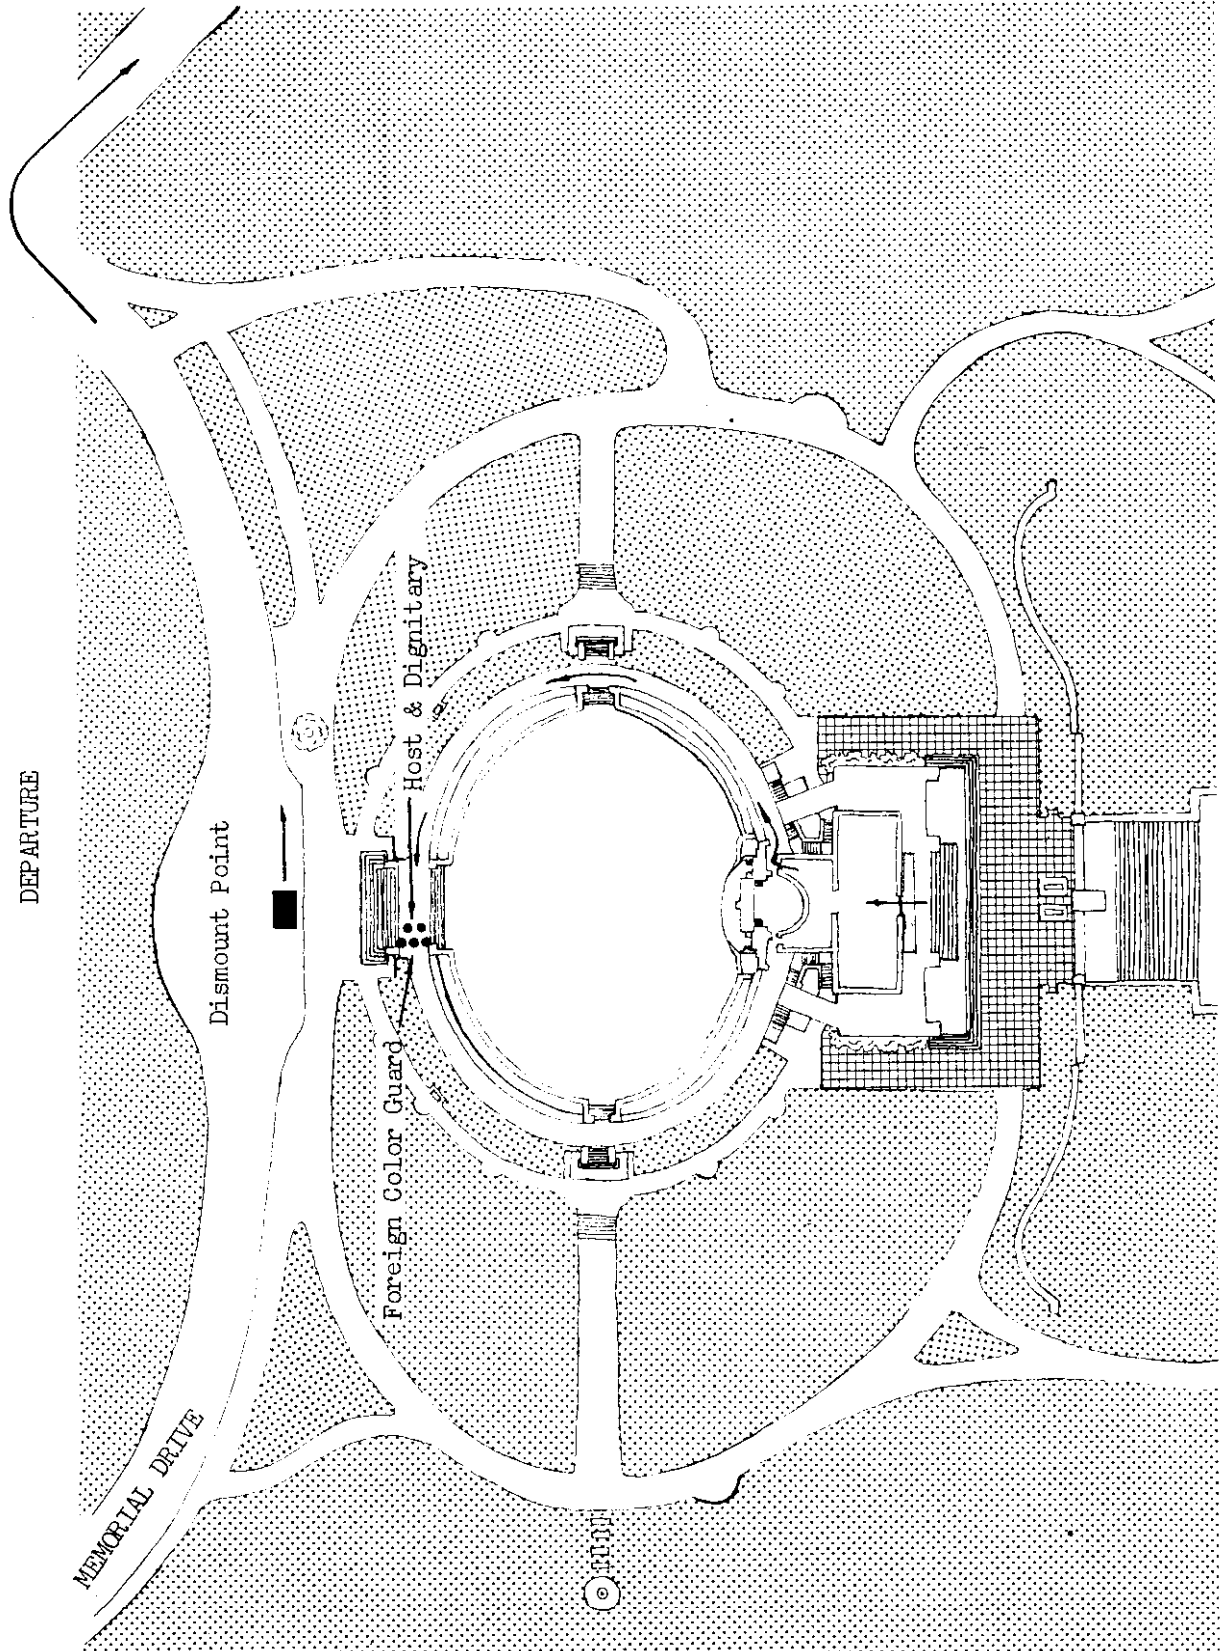 DEPARTURE
MEMORIAL DRIVE
Dismount Point
Foreign Color Guard
Host & Dignitary